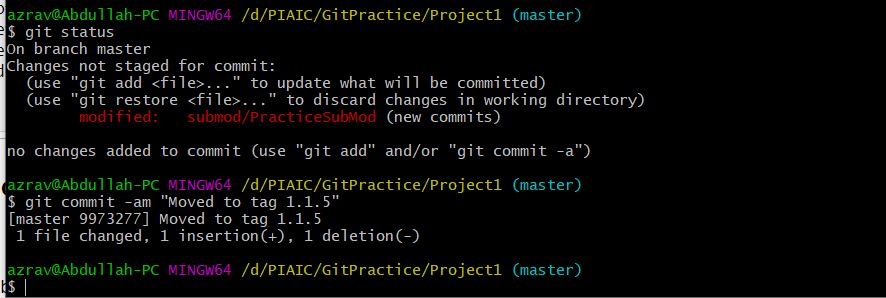 azrav@Abdullah-PC MINGW64 /d/PIAIC/GitPractice/Project1 (master)
$ git status
On branch master
Changes not staged for commit:
  (use "git add <file>..." to update what will be committed)
  (use "git restore <file>..." to discard changes in working directory)
        modified:   submod/PracticeSubMod (new commits)

no changes added to commit (use "git add" and/or "git commit -a")

azrav@Abdullah-PC MINGW64 /d/PIAIC/GitPractice/Project1 (master)
$ git commit -am "Moved to tag 1.1.5"
[master 9973277] Moved to tag 1.1.5
 1 file changed, 1 insertion(+), 1 deletion(-)

azrav@Abdullah-PC MINGW64 /d/PIAIC/GitPractice/Project1 (master)
$